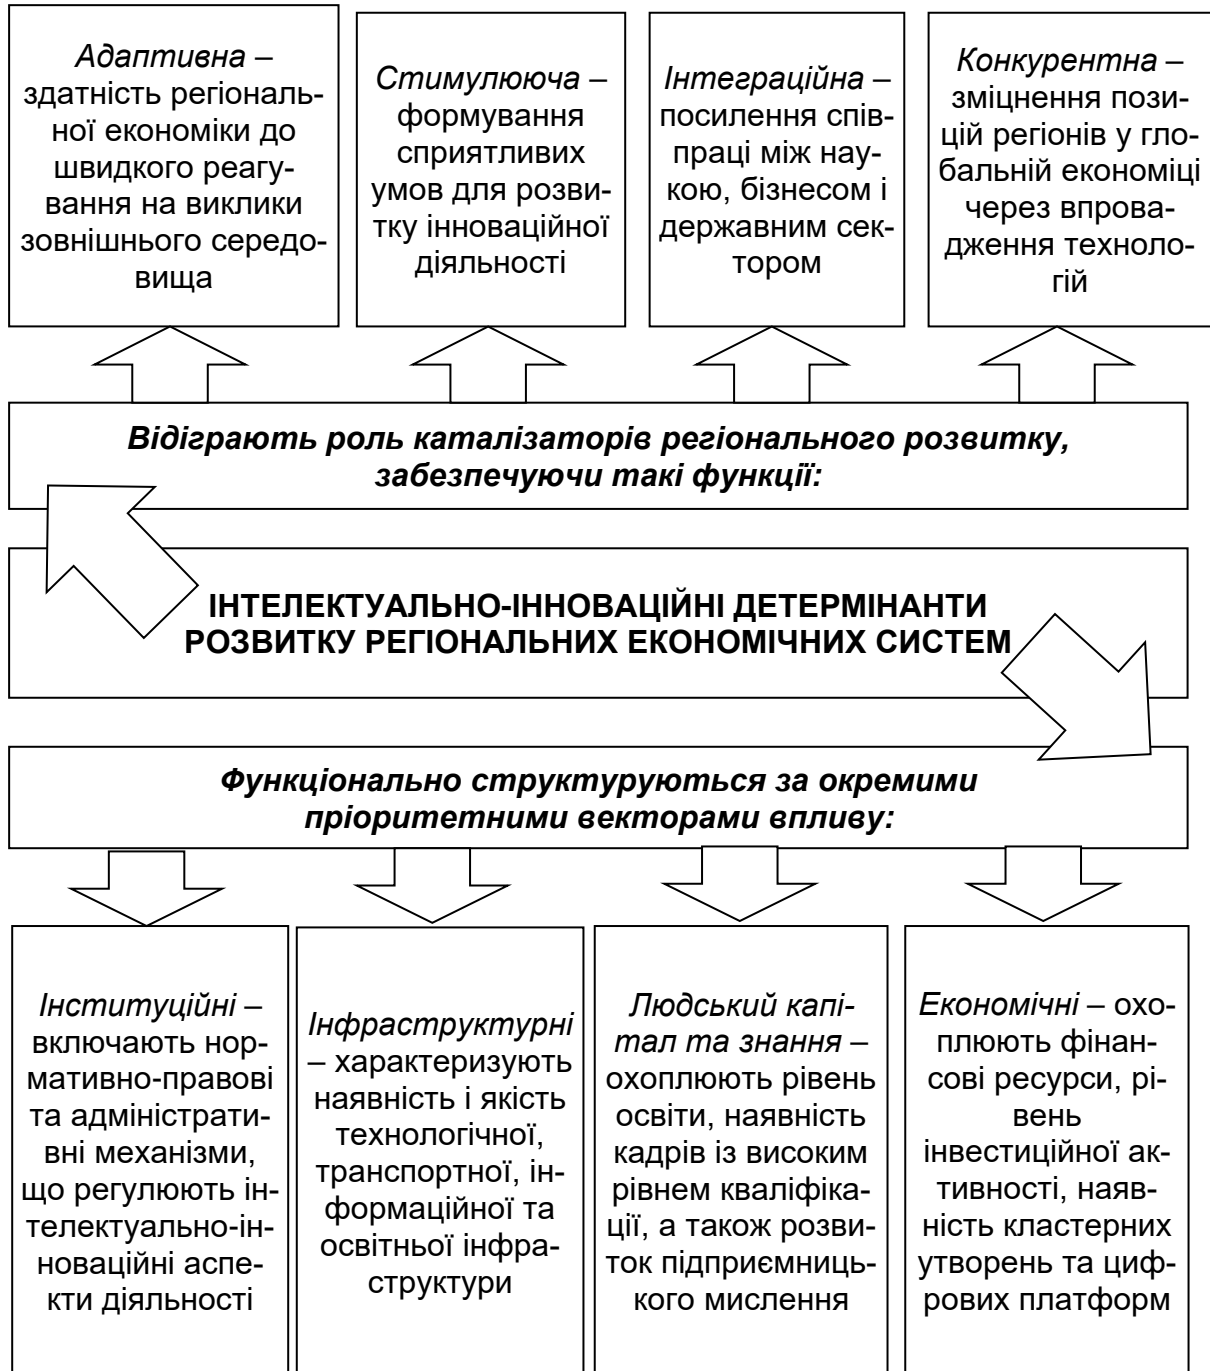 Адаптивна –
здатність регіональ-
ної економіки до
швидкого реагу-
вання на виклики
зовнішнього середо-
вища
Стимулююча –
формування
сприятливих
умов для розви-
тку інноваційної
діяльності
Інтеграційна –
посилення спів-
праці між нау-
кою, бізнесом і
державним сек-
тором
Конкурентна –
зміцнення пози-
цій регіонів у гло-
бальній економіці
через впрова-
дження техноло-
гій
Відіграють роль каталізаторів регіонального розвитку,
забезпечуючи такі функції:
ІНТЕЛЕКТУАЛЬНО-ІННОВАЦІЙНІ ДЕТЕРМІНАНТИ
РОЗВИТКУ РЕГІОНАЛЬНИХ ЕКОНОМІЧНИХ СИСТЕМ
Функціонально структуруються за окремими
пріоритетними векторами впливу:
Інституційні –
включають нор-
мативно-правові
та адміністрати-
вні механізми,
що регулюють ін-
телектуально-ін-
новаційні аспе-
кти діяльності
Інфраструктурні
– характеризують
наявність і якість
технологічної,
транспортної, ін-
формаційної та
освітньої інфра-
структури
Людський капі-
тал та знання –
охоплюють рівень
освіти, наявність
кадрів із високим
рівнем кваліфіка-
ції, а також розви-
ток підприємниць-
кого мислення
Економічні – охо-
плюють фінан-
сові ресурси, рі-
вень
інвестиційної ак-
тивності, наяв-
ність кластерних
утворень та циф-
рових платформ